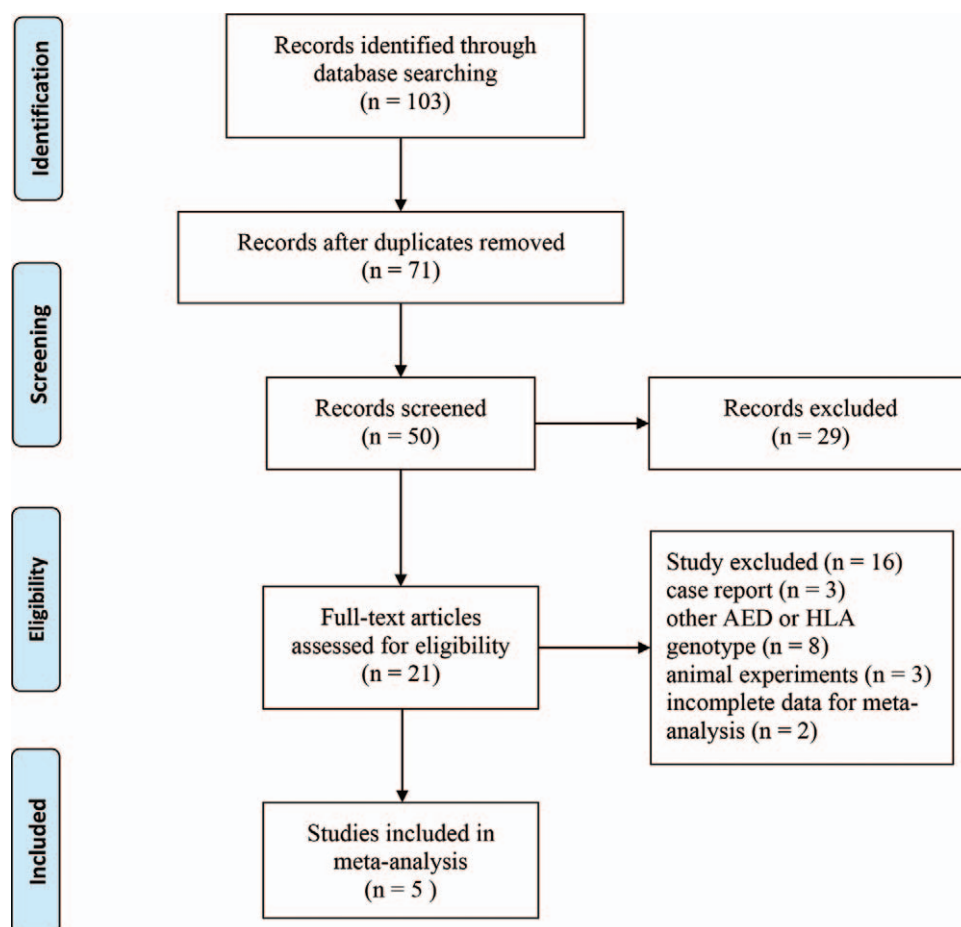 Identification
Records identified through
database searching
(n = 103)
Records after duplicates removed
(n = 71)
Screening
Records screened
(n = 50)
Records excluded
(n = 29)
Eligibility
Full-text articles
assessed for eligibility
(n = 21)
Study excluded (n = 16)
case report (n = 3)
other AED or HLA
genotype (n = 8)
animal experiments (n = 3)
incomplete data for meta-
analysis (n = 2)
Included
Studies included in
meta-analysis
(n = 5 )